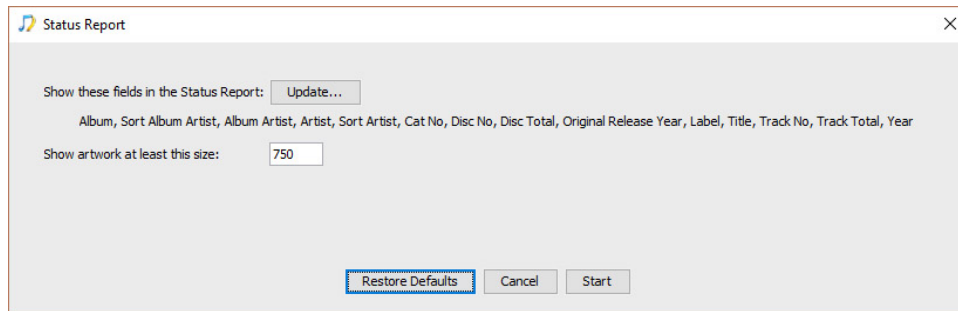 Status Report
Show these fields in the Status Report: Update...
Album, Sort Album Artist, Album Artist, Artist, Sort Artist, Cat No, Disc No, Disc Total, Original Release Year, Label, Title, Track No, Track Total, Year
Show artwork at least this size: 750
Restore Defaults Cancel Start